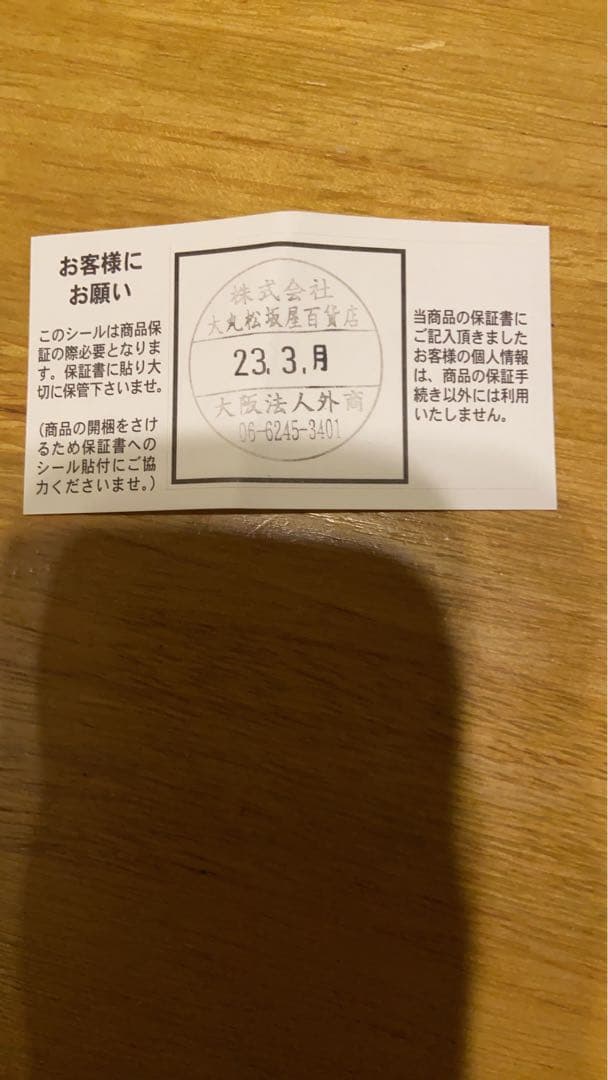 お客様に
お願い
このシールは商品保
証の際必要となりま
す。保証書に貼り大
切に保管下さいませ。
(商品の開梱をさけ
るため保証書への
シール貼付にご協
力くださいませ。)
株式会社
大丸松坂屋百貨店
23.3.月
大阪法人外商
06-6245-3401
当商品の保証書に
ご記入頂きました
お客様の個人情報
は、商品の保証手
続き以外には利用
いたしません。